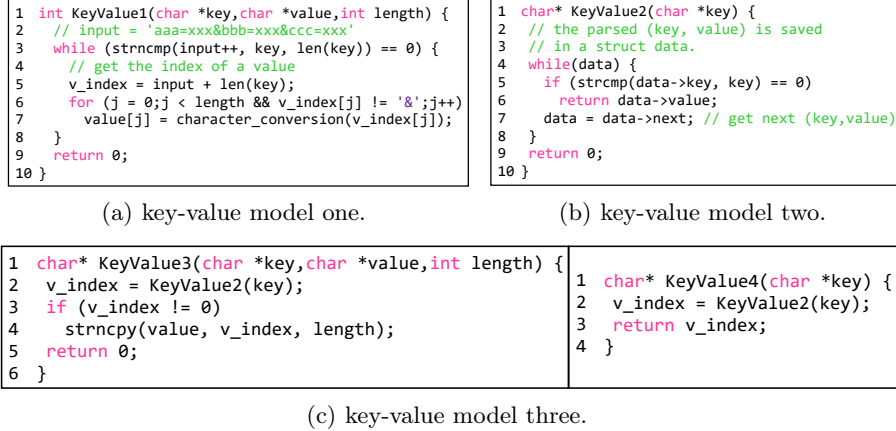 1 int KeyValue1(char *key,char *value,int length) {
2 // input = 'aaa=xxx&bbb=xxx&ccc=xxx'
3 while (strncmp(input++, key, len(key)) == 0) {
4 // get the index of a value
5 v_index = input + len(key);
6 for (j = 0;j < length && v_index[j] != '&';j++)
7 value[j] = character_conversion(v_index[j]);
8 }
9 return 0;
10 }
(a) key-value model one.
1 char* KeyValue2(char *key) {
2 // the parsed (key, value) is saved
3 // in a struct data.
4 while(data) {
5 if (strcmp(data->key, key) == 0)
6 return data->value;
7 data = data->next; // get next (key,value)
8 }
9 return 0;
10 }
(b) key-value model two.
1 char* KeyValue3(char *key,char *value,int length) {
2 v_index = KeyValue2(key);
3 if (v_index != 0)
4 strncpy(value, v_index, length);
5 return 0;
6 }
1 char* KeyValue4(char *key) {
2 v_index = KeyValue2(key);
3 return v_index;
4 }
(c) key-value model three.